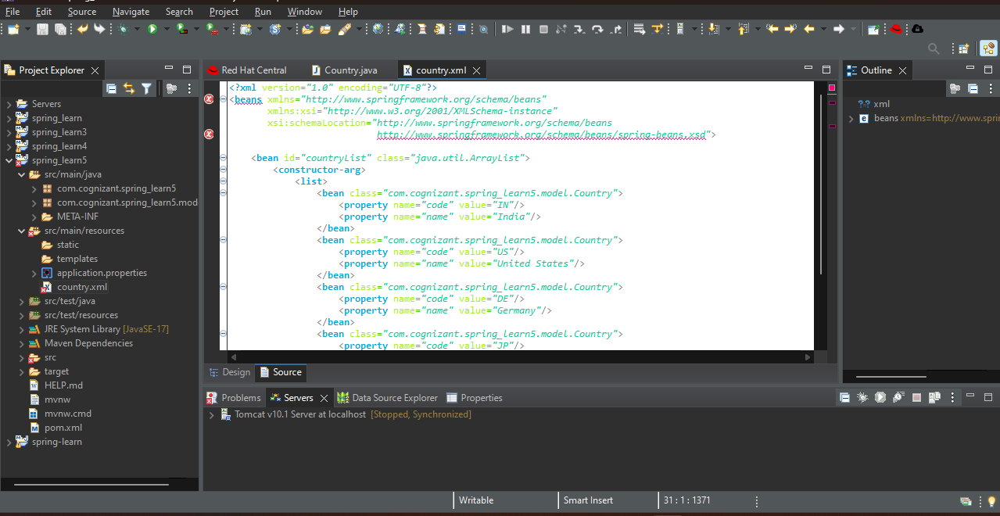 File Edit Source Navigate Search Project Run Window Help
Project Explorer
Servers
spring_learn
spring_learn3
spring_learn4
spring_learn5
src/main/java
com.cognizant.spring_learn5
com.cognizant.spring_learn5.mod
META-INF
src/main/resources
static
templates
application.properties
country.xml
src/test/java
src/test/resources
JRE System Library [JavaSE-17]
Maven Dependencies
src
target
HELP.md
mvnw
mvnw.cmd
pom.xml
spring-learn
Red Hat Central Country.java country.xml
<?xml version="1.0" encoding="UTF-8"?>
<beans xmlns="http://www.springframework.org/schema/beans"
xmlns:xsi="http://www.w3.org/2001/XMLSchema-instance"
xsi:schemaLocation="http://www.springframework.org/schema/beans
http://www.springframework.org/schema/beans/spring-beans.xsd">
<bean id="countryList" class="java.util.ArrayList">
<constructor-arg>
<list>
<bean class="com.cognizant.spring_learn5.model.Country">
<property name="code" value="IN"/>
<property name="name" value="India"/>
</bean>
<bean class="com.cognizant.spring_learn5.model.Country">
<property name="code" value="US"/>
<property name="name" value="United States"/>
</bean>
<bean class="com.cognizant.spring_learn5.model.Country">
<property name="code" value="DE"/>
<property name="name" value="Germany"/>
</bean>
<bean class="com.cognizant.spring_learn5.model.Country">
<property name="code" value="JP"/>
Design Source
Outline
xml
beans xmlns=http://www.sprin
Problems Servers Data Source Explorer Properties
Tomcat v10.1 Server at localhost [Stopped, Synchronized]
Writable Smart Insert 31 : 1 : 1371